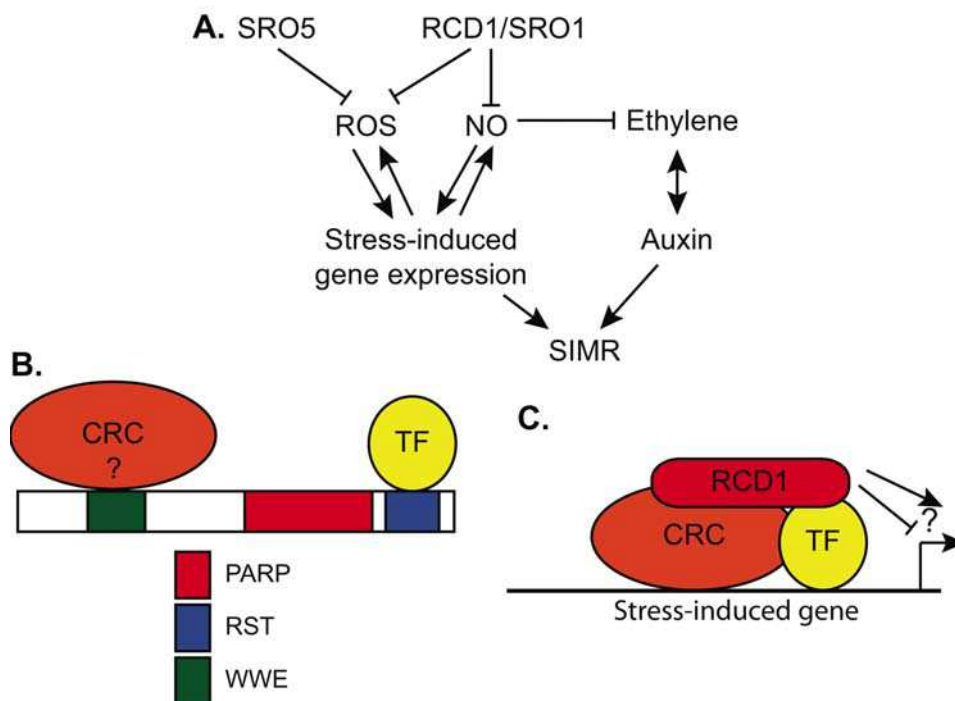 A. SRO5 RCD1/SRO1
ROS NO Ethylene
Stress-induced
gene expression
Auxin
SIMR
B.
CRC
?
TF
PARP
RST
WWE
C.
RCD1
CRC
TF
?
Stress-induced gene